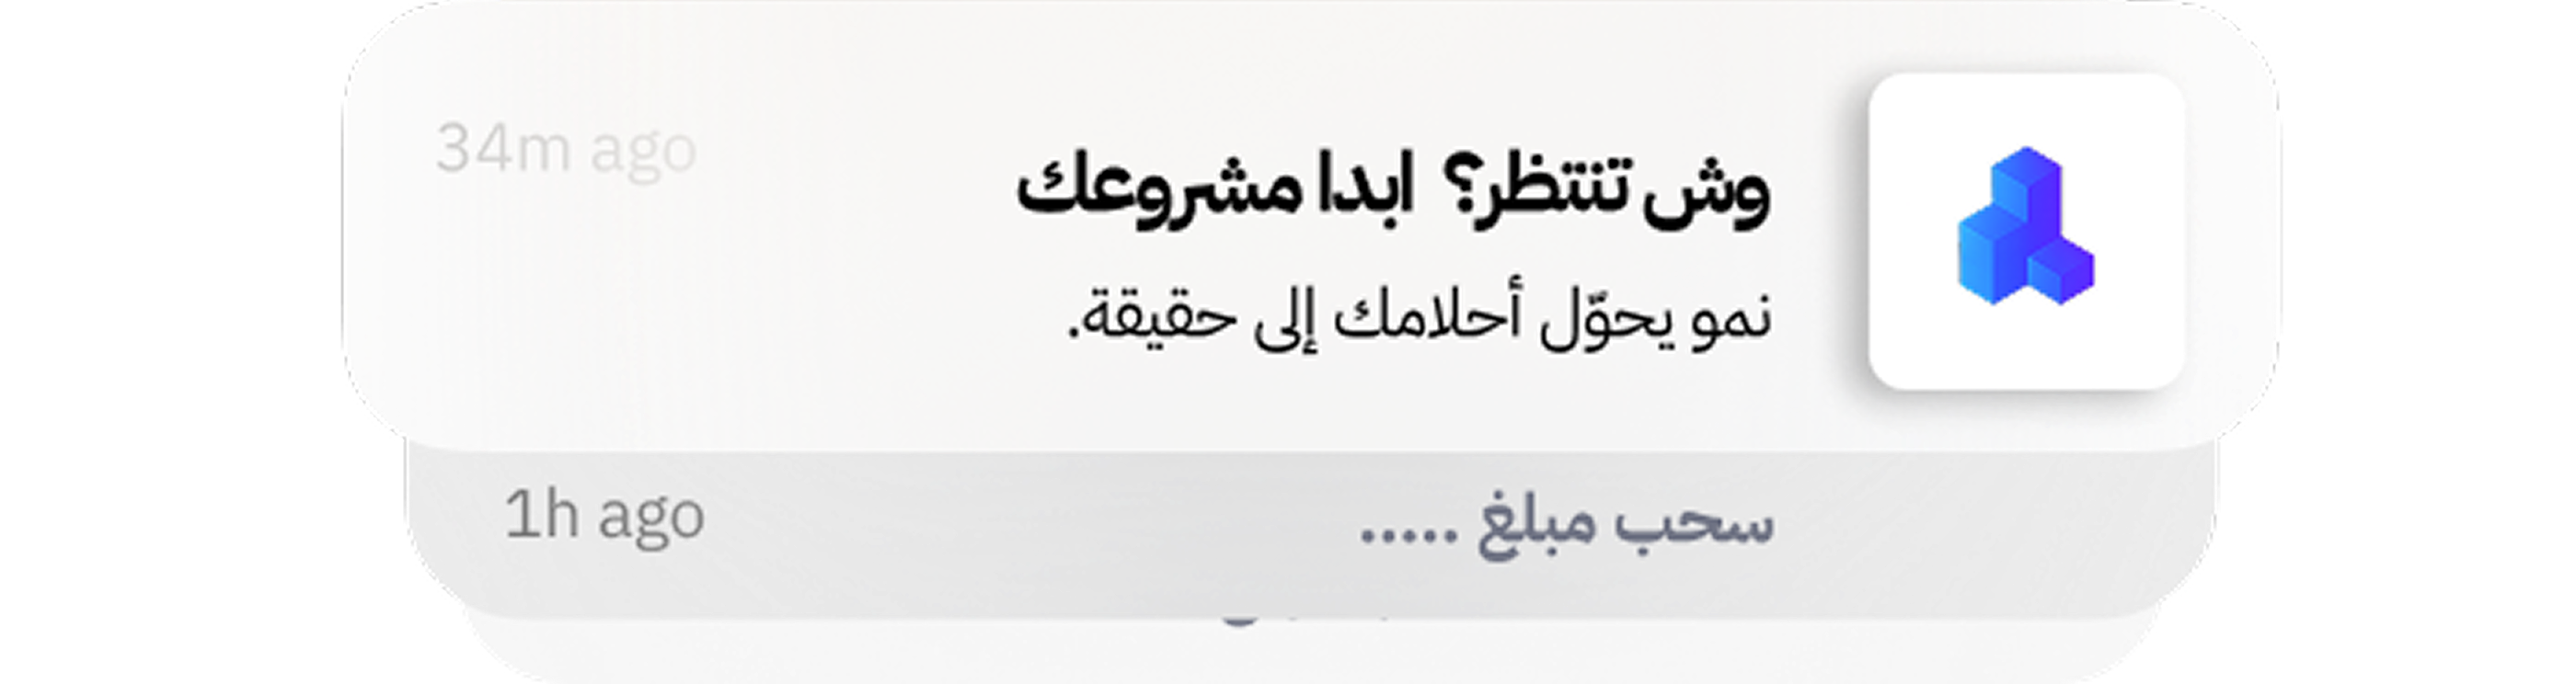 وش تنتظر؟ ابدا مشروعك
34m ago
نمو يحوّل أحلامك إلى حقيقة.
سحب مبلغ .....
1h ago